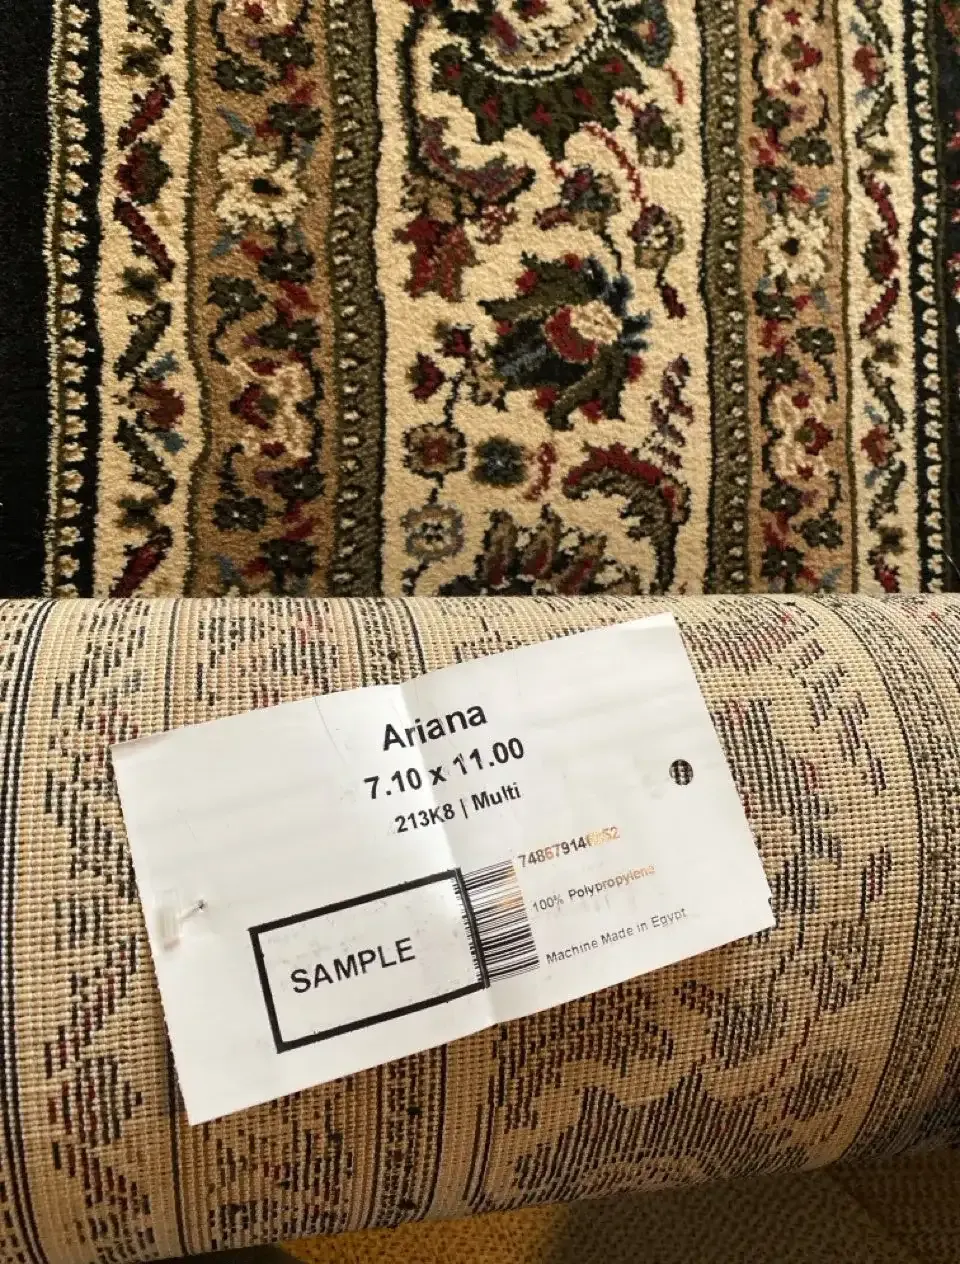 Ariana
7.10 x 11.00
213K8 | Multi
100% Polypropylene
Machine Made in Egypt
SAMPLE